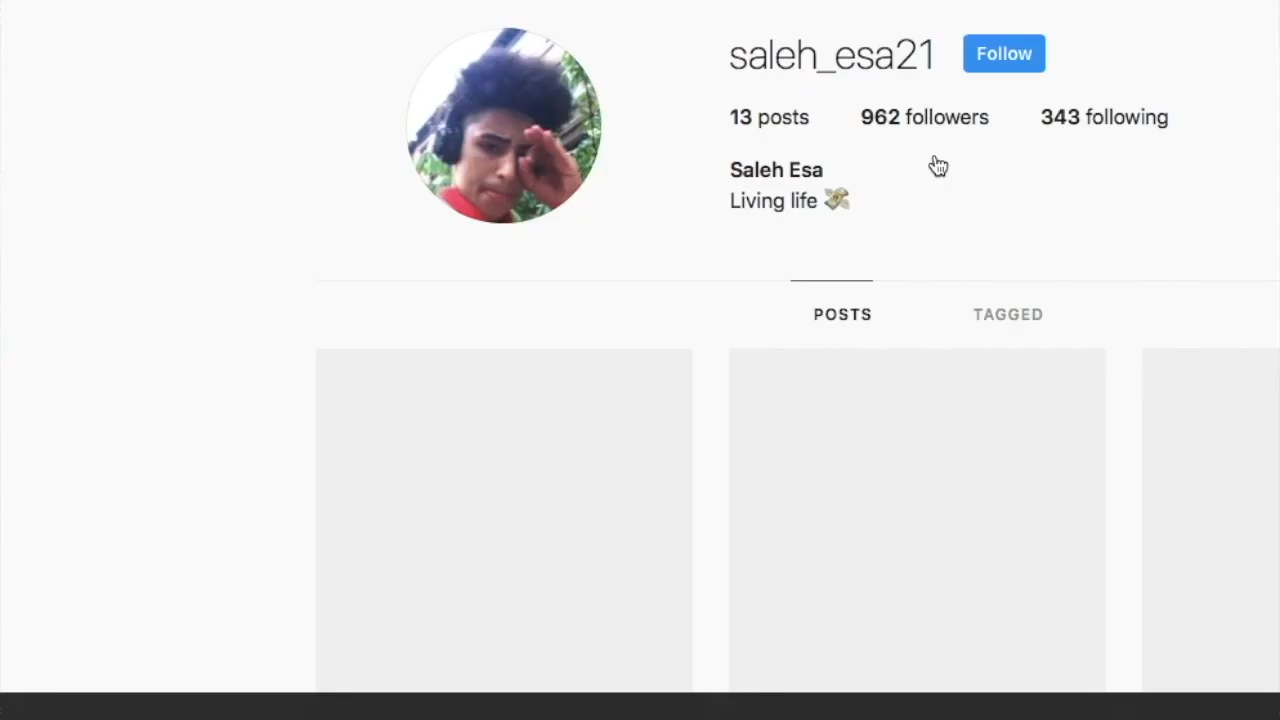 saleh_esa21 Follow
13 posts 962 followers 343 following
Saleh Esa
Living life 💸
POSTS TAGGED